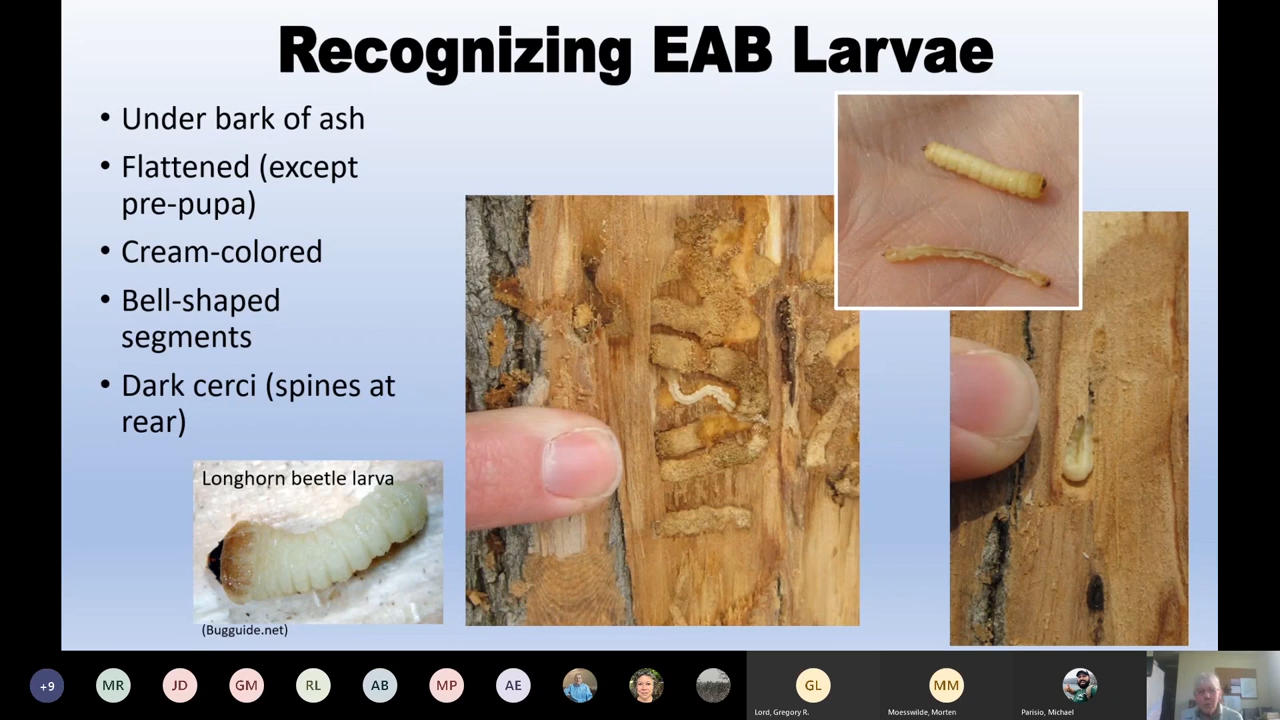 Recognizing EAB Larvae
• Under bark of ash
• Flattened (except
pre-pupa)
• Cream-colored
• Bell-shaped
segments
• Dark cerci (spines at
rear)
Longhorn beetle larva
(Bugguide.net)
+9
MR
JD
GM
RL
AB
MP
AE
GL
MM
Lord, Gregory R.
Moesswilde, Morten
Parisio, Michael